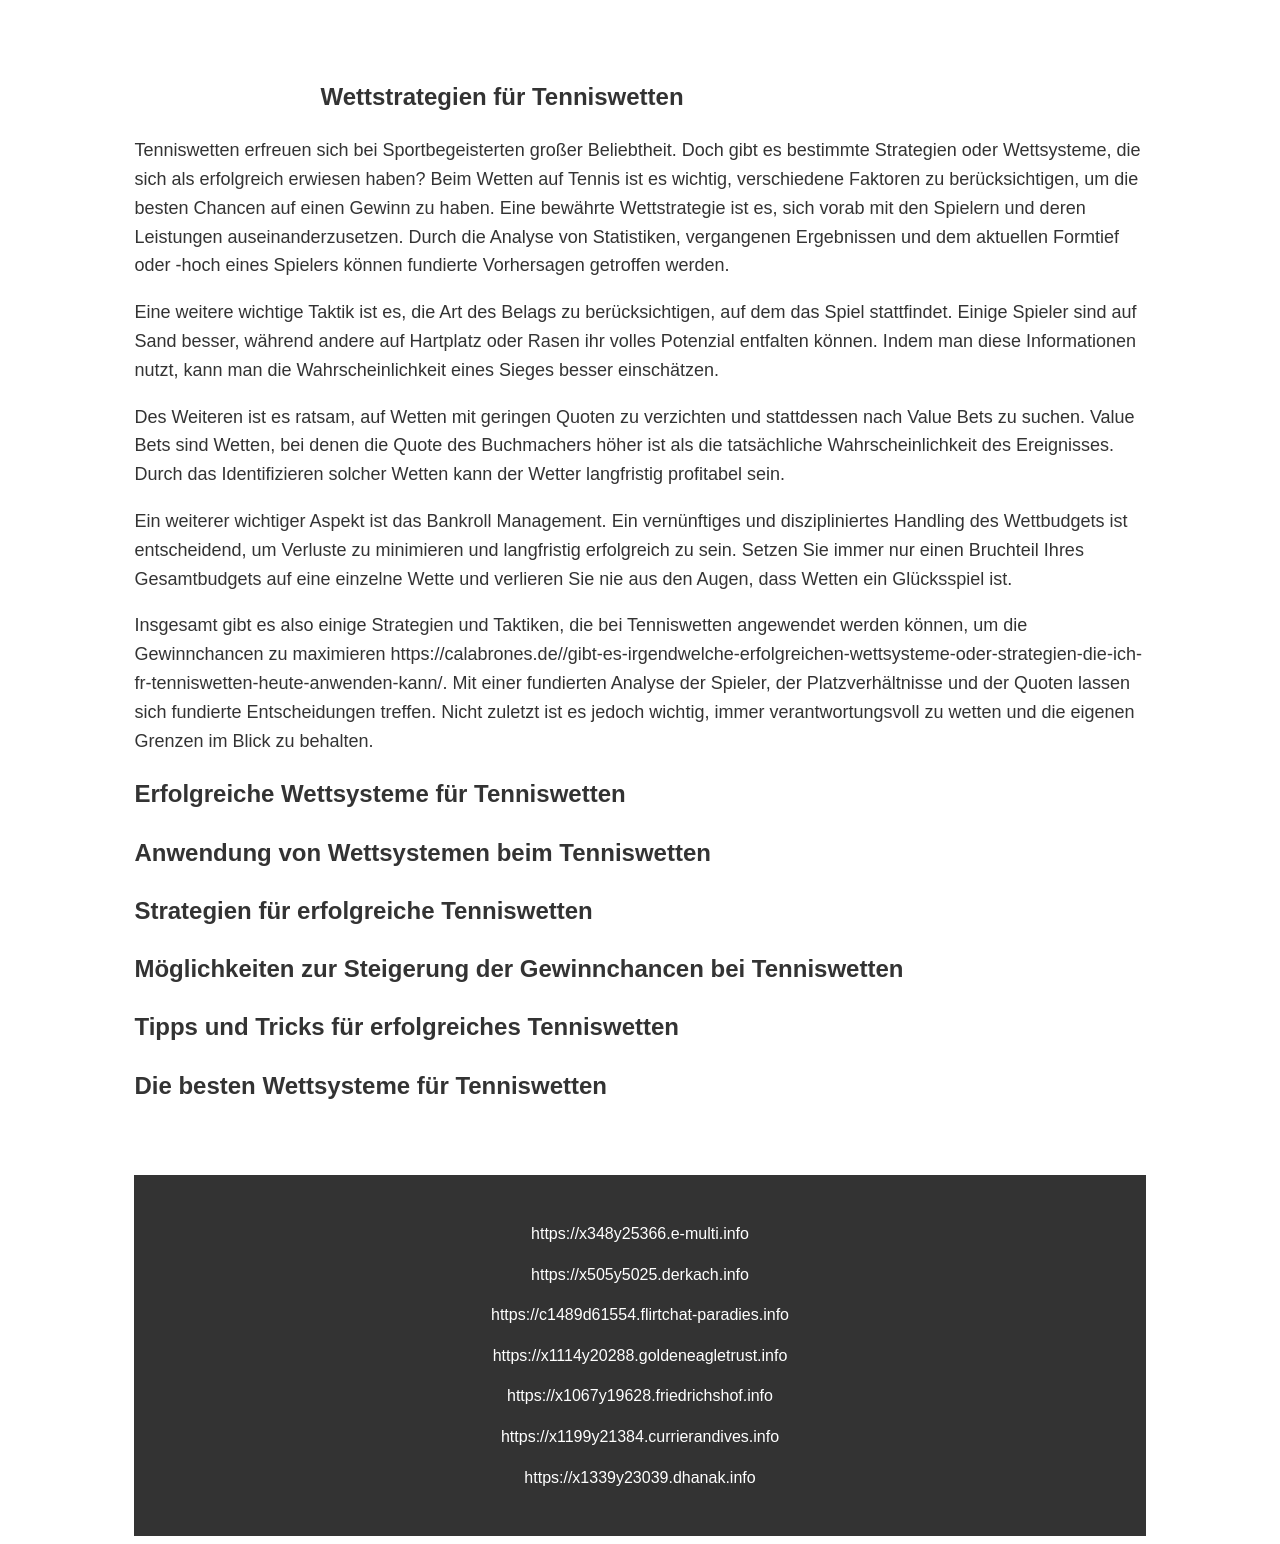 Wettstrategien für Tenniswetten
Tenniswetten erfreuen sich bei Sportbegeisterten großer Beliebtheit. Doch gibt es bestimmte Strategien oder Wettsysteme, die
sich als erfolgreich erwiesen haben? Beim Wetten auf Tennis ist es wichtig, verschiedene Faktoren zu berücksichtigen, um die
besten Chancen auf einen Gewinn zu haben. Eine bewährte Wettstrategie ist es, sich vorab mit den Spielern und deren
Leistungen auseinanderzusetzen. Durch die Analyse von Statistiken, vergangenen Ergebnissen und dem aktuellen Formtief
oder -hoch eines Spielers können fundierte Vorhersagen getroffen werden.
Eine weitere wichtige Taktik ist es, die Art des Belags zu berücksichtigen, auf dem das Spiel stattfindet. Einige Spieler sind auf
Sand besser, während andere auf Hartplatz oder Rasen ihr volles Potenzial entfalten können. Indem man diese Informationen
nutzt, kann man die Wahrscheinlichkeit eines Sieges besser einschätzen.
Des Weiteren ist es ratsam, auf Wetten mit geringen Quoten zu verzichten und stattdessen nach Value Bets zu suchen. Value
Bets sind Wetten, bei denen die Quote des Buchmachers höher ist als die tatsächliche Wahrscheinlichkeit des Ereignisses.
Durch das Identifizieren solcher Wetten kann der Wetter langfristig profitabel sein.
Ein weiterer wichtiger Aspekt ist das Bankroll Management. Ein vernünftiges und diszipliniertes Handling des Wettbudgets ist
entscheidend, um Verluste zu minimieren und langfristig erfolgreich zu sein. Setzen Sie immer nur einen Bruchteil Ihres
Gesamtbudgets auf eine einzelne Wette und verlieren Sie nie aus den Augen, dass Wetten ein Glücksspiel ist.
Insgesamt gibt es also einige Strategien und Taktiken, die bei Tenniswetten angewendet werden können, um die
Gewinnchancen zu maximieren https://calabrones.de//gibt-es-irgendwelche-erfolgreichen-wettsysteme-oder-strategien-die-ich-
fr-tenniswetten-heute-anwenden-kann/. Mit einer fundierten Analyse der Spieler, der Platzverhältnisse und der Quoten lassen
sich fundierte Entscheidungen treffen. Nicht zuletzt ist es jedoch wichtig, immer verantwortungsvoll zu wetten und die eigenen
Grenzen im Blick zu behalten.
Erfolgreiche Wettsysteme für Tenniswetten
Anwendung von Wettsystemen beim Tenniswetten
Strategien für erfolgreiche Tenniswetten
Möglichkeiten zur Steigerung der Gewinnchancen bei Tenniswetten
Tipps und Tricks für erfolgreiches Tenniswetten
Die besten Wettsysteme für Tenniswetten
https://x348y25366.e-multi.info
https://x505y5025.derkach.info
https://c1489d61554.flirtchat-paradies.info
https://x1114y20288.goldeneagletrust.info
https://x1067y19628.friedrichshof.info
https://x1199y21384.currierandives.info
https://x1339y23039.dhanak.info